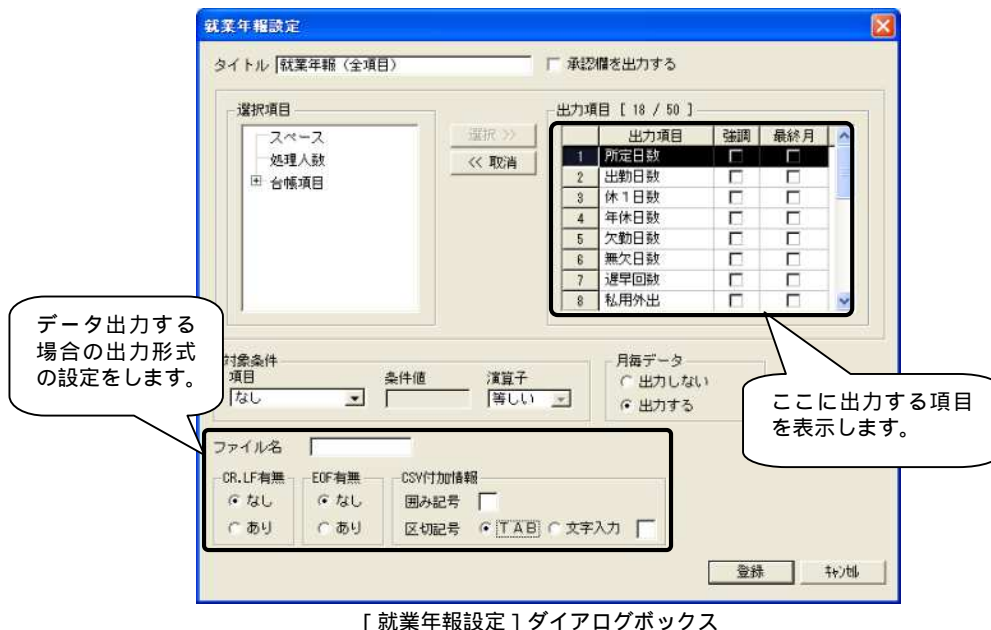 就業年報設定
タイトル 就業年報（全項目） 承認欄を出力する
選択項目
スペース
処理人数
台帳項目
選択 >>
<< 取消
出力項目 [ 18 / 50 ]
出力項目 強調 最終月
1 所定日数
2 出勤日数
3 休１日数
4 年休日数
5 欠勤日数
6 無欠日数
7 遅早回数
8 私用外出
データ出力する
場合の出力形式
の設定をします。
対象条件
項目 条件値 演算子
なし 等しい
月毎データ
出力しない
出力する
ここに出力する項目
を表示します。
ファイル名
CR.LF有無
なし
あり
EOF有無
なし
あり
CSV付加情報
囲み記号
区切記号 ＴＡＢ 文字入力
登録 ｷｬﾝｾﾙ
[ 就業年報設定 ] ダイアログボックス